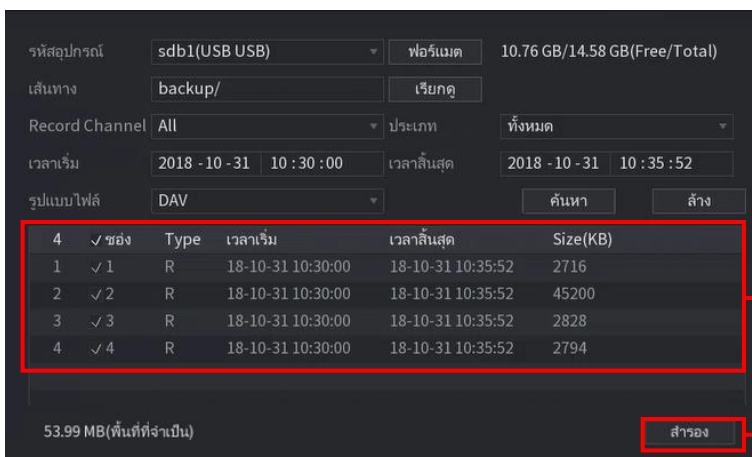 รหัสอุปกรณ์ sdb1(USB USB) ฟอร์แมต 10.76 GB/14.58 GB(Free/Total)
เส้นทาง backup/ เรียกดู
Record Channel All ประเภท ทั้งหมด
เวลาเริ่ม 2018 - 10 - 31 10 : 30 : 00 เวลาสิ้นสุด 2018 - 10 - 31 10 : 35 : 52
รูปแบบไฟล์ DAV ค้นหา ล้าง
4 ช่อง Type เวลาเริ่ม เวลาสิ้นสุด Size(KB)
1 1 R 18-10-31 10:30:00 18-10-31 10:35:52 2716
2 2 R 18-10-31 10:30:00 18-10-31 10:35:52 45200
3 3 R 18-10-31 10:30:00 18-10-31 10:35:52 2828
4 4 R 18-10-31 10:30:00 18-10-31 10:35:52 2794
53.99 MB(พื้นที่ที่จำเป็น) สำรอง